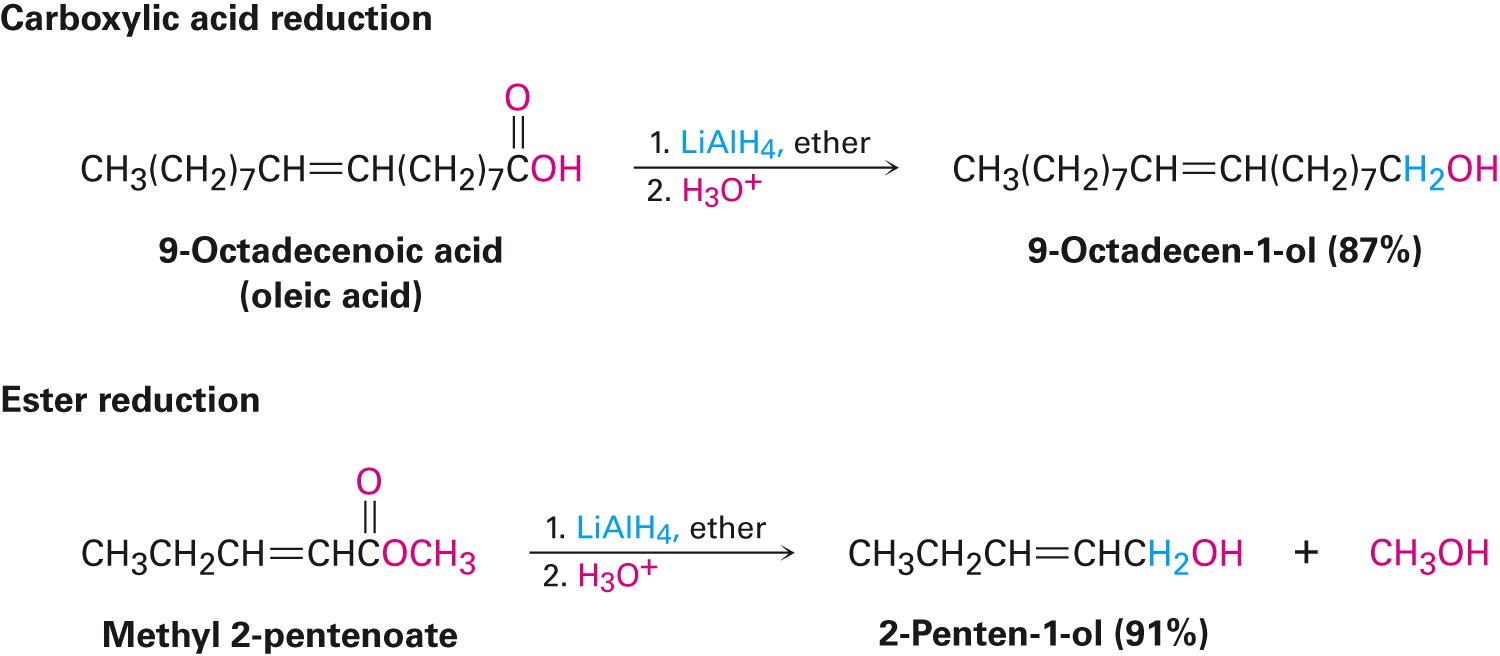 Carboxylic acid reduction
O
CH₃(CH₂)₇CH=CH(CH₂)₇COH
1. LiAlH₄, ether
2. H₃O⁺
CH₃(CH₂)₇CH=CH(CH₂)₇CH₂OH
9-Octadecenoic acid
(oleic acid)
9-Octadecen-1-ol (87%)
Ester reduction
O
CH₃CH₂CH=CHCOCH₃
1. LiAlH₄, ether
2. H₃O⁺
CH₃CH₂CH=CHCH₂OH + CH₃OH
Methyl 2-pentenoate
2-Penten-1-ol (91%)